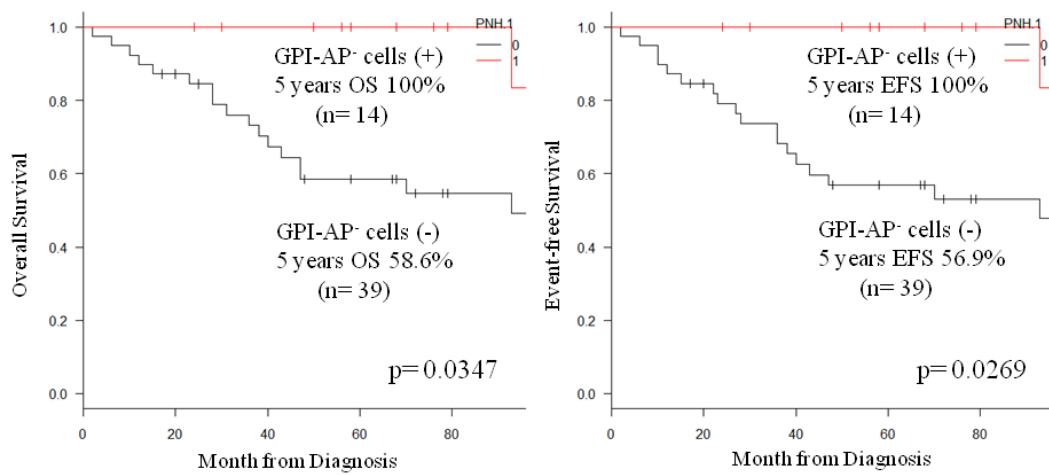 PNH.1
0
1
GPI-AP- cells (+)
5 years OS 100%
(n= 14)
GPI-AP- cells (-)
5 years OS 58.6%
(n= 39)
p= 0.0347
Overall Survival
1.0
0.8
0.6
0.4
0.2
0.0
0 20 40 60 80
Month from Diagnosis
PNH.1
0
1
GPI-AP- cells (+)
5 years EFS 100%
(n= 14)
GPI-AP- cells (-)
5 years EFS 56.9%
(n= 39)
p= 0.0269
Event-free Survival
1.0
0.8
0.6
0.4
0.2
0.0
0 20 40 60 80
Month from Diagnosis